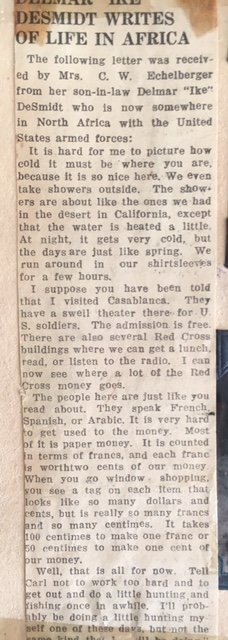 DELMAR "IKE"
DESMIDT WRITES
OF LIFE IN AFRICA
The following letter was receiv-
ed by Mrs. C. W. Echelberger
from her son-in-law Delmar "Ike"
DeSmidt who is now somewhere
in North Africa with the United
States armed forces:
It is hard for me to picture how
cold it must be where you are,
because it is so nice here. We even
take showers outside. The show-
ers are about like the ones we had
in the desert in California, except
that the water is heated a little.
At night, it gets very cold, but
the days are just like spring. We
run around in our shirtsleeves
for a few hours.
I suppose you have been told
that I visited Casablanca. They
have a swell theater there for U.
S. soldiers. The admission is free.
There are also several Red Cross
buildings where we can get a lunch,
read, or listen to the radio. I can
now see where a lot of the Red
Cross money goes.
The people here are just like you
read about. They speak French,
Spanish, or Arabic. It is very hard
to get used to the money. Most
of it is paper money. It is counted
in terms of francs, and each franc
is worthtwo cents of our money.
When you go window shopping,
you see a tag on each item that
looks like so many dollars and
cents, but is really so many francs
and so many centimes. It takes
100 centimes to make one franc or
50 centimes to make one cent of
our money.
Well, that is all for now. Tell
Carl not to work too hard and to
get out and do a little hunting and
fishing once in awhile. I'll prob-
ably be doing a little hunting my
self one of these days, but not the
same kind